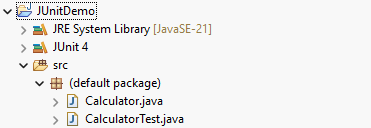 JUnitDemo
JRE System Library [JavaSE-21]
JUnit 4
src
(default package)
Calculator.java
CalculatorTest.java